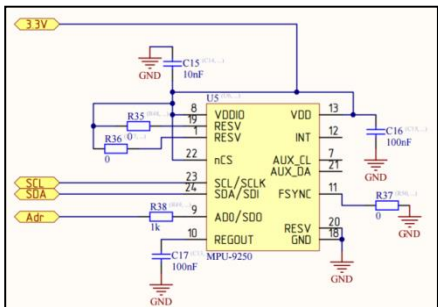 3.3V
C15
10nF
GND
U5
R35
0
R36
0
8 VDDIO VDD 13
19 RESV
1 RESV INT 12
22 nCS AUX_CL 7
AUX_DA 21
C16
100nF
GND
SCL 23 SCL/SCLK
SDA 24 SDA/SDI FSYNC 11 R37
0
GND
Adr R38 9 AD0/SDO
1k
RESV 20
10 REGOUT GND 18
MPU-9250
C17
100nF
GND
GND